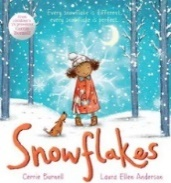 Every snowflake is different,
every snowflake is perfect.
Snowflakes
Cerrie Burnell
Laura Ellen Anderson